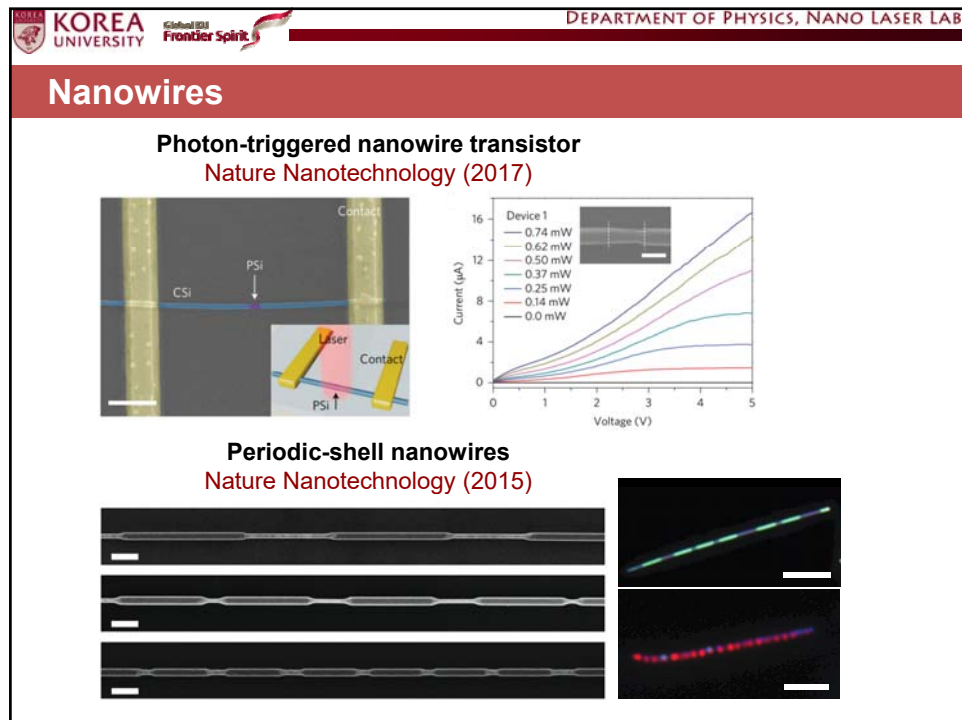 KOREA
UNIVERSITY
Global KU
Frontier Spirit
DEPARTMENT OF PHYSICS, NANO LASER LAB
Nanowires
Photon-triggered nanowire transistor
Nature Nanotechnology (2017)
Contact
PSi
CSi
Laser
Contact
PSi
Current (µA)
16
12
8
4
0
Device 1
0.74 mW
0.62 mW
0.50 mW
0.37 mW
0.25 mW
0.14 mW
0.0 mW
0 1 2 3 4 5
Voltage (V)
Periodic-shell nanowires
Nature Nanotechnology (2015)